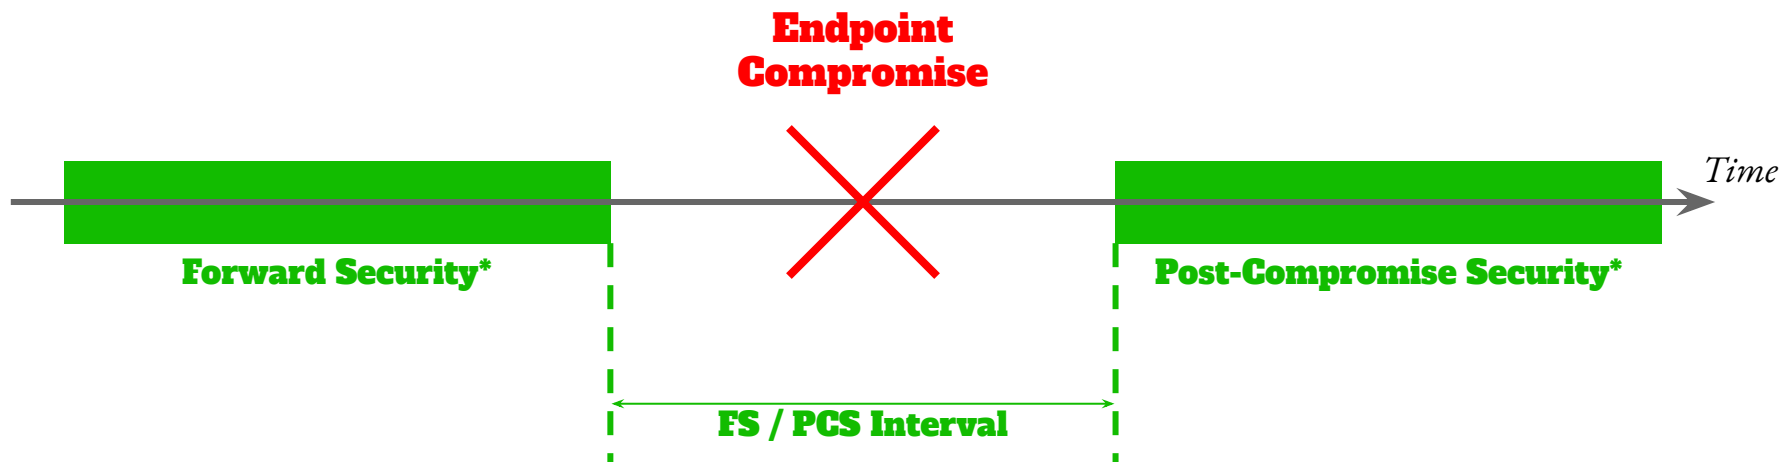 Endpoint
Compromise
Time
Forward Security*
Post-Compromise Security*
FS / PCS Interval